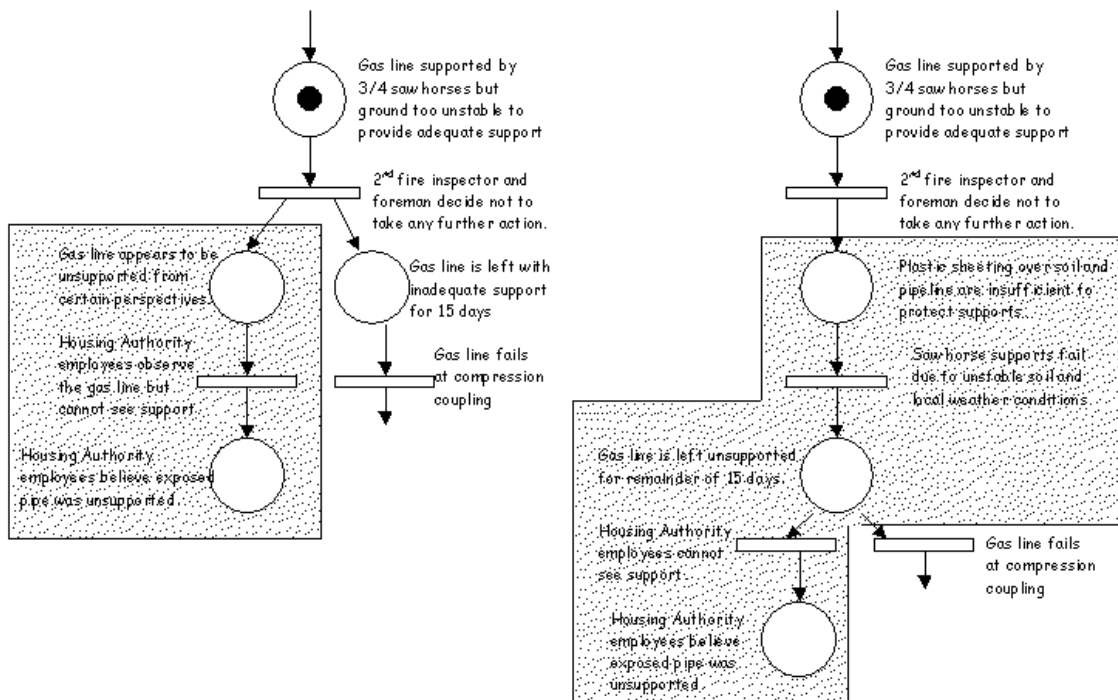 Gas line supported by
3/4 saw horses but
ground too unstable to
provide adequate support
2nd fire inspector and
foreman decide not to
take any further action.
Gas line appears to be
unsupported from
certain perspectives.
Gas line is left with
inadequate support
for 15 days
Housing Authority
employees observe
the gas line but
cannot see support.
Gas line fails
at compression
coupling
Housing Authority
employees believe exposed
pipe was unsupported.
Gas line supported by
3/4 saw horses but
ground too unstable to
provide adequate support
2nd fire inspector and
foreman decide not to
take any further action.
Plastic sheeting over soil and
pipeline are insufficient to
protect supports.
Saw horse supports fail
due to unstable soil and
local weather conditions.
Gas line is left unsupported
for remainder of 15 days.
Housing Authority
employees cannot
see support.
Gas line fails
at compression
coupling
Housing Authority
employees believe
exposed pipe was
unsupported.